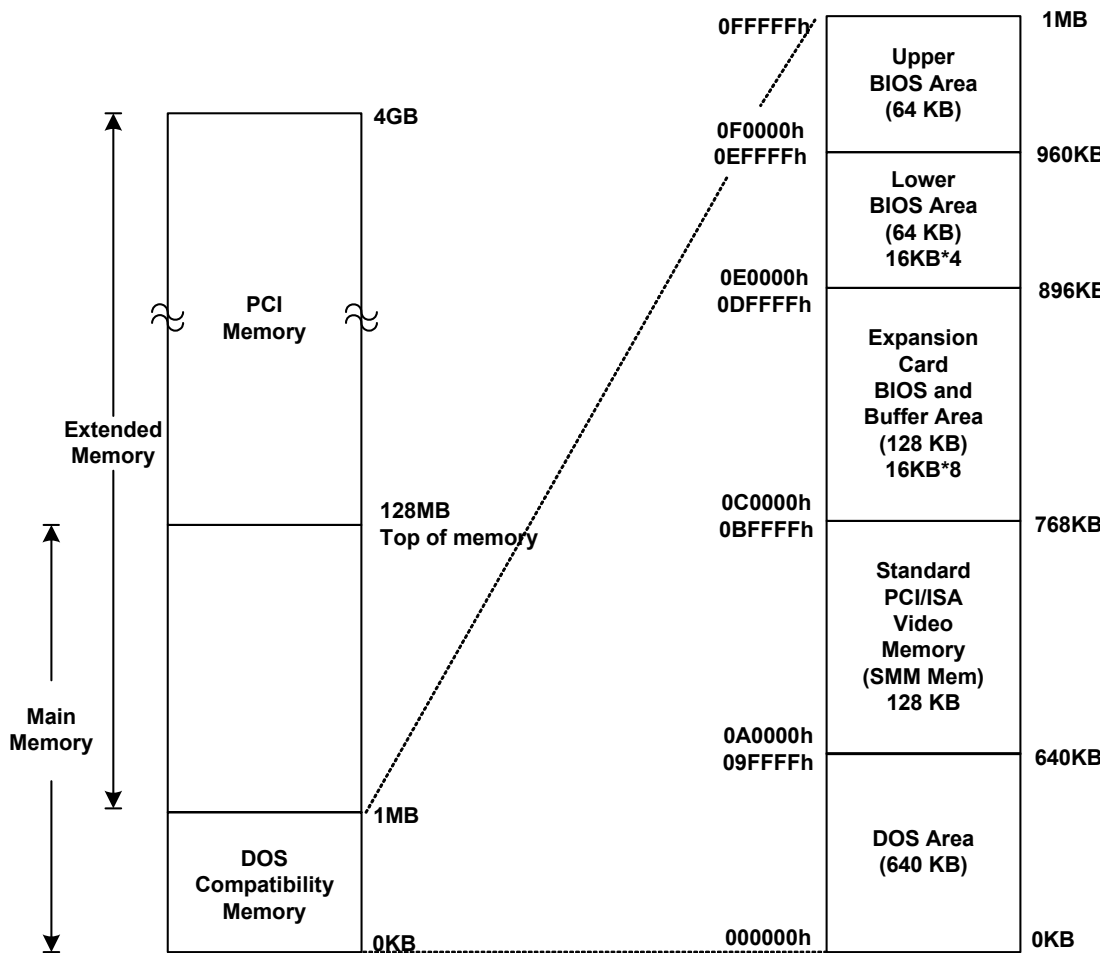 4GB
PCI
Memory
Extended
Memory
128MB
Top of memory
Main
Memory
1MB
DOS
Compatibility
Memory
0KB
0FFFFFh
1MB
Upper
BIOS Area
(64 KB)
0F0000h
0EFFFFh
960KB
Lower
BIOS Area
(64 KB)
16KB*4
0E0000h
0DFFFFh
896KB
Expansion
Card
BIOS and
Buffer Area
(128 KB)
16KB*8
0C0000h
0BFFFFh
768KB
Standard
PCI/ISA
Video
Memory
(SMM Mem)
128 KB
0A0000h
09FFFFh
640KB
DOS Area
(640 KB)
000000h
0KB